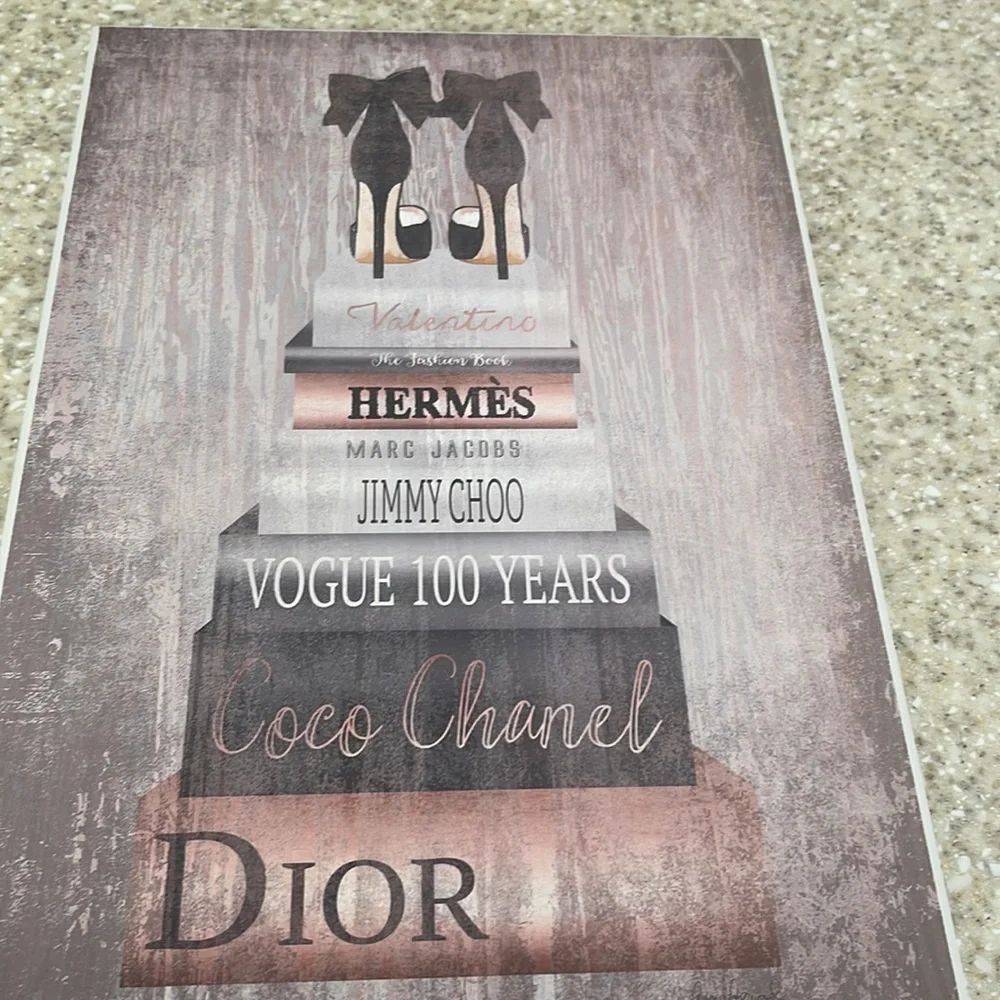 Valentino
The Fashion Book
HERMÈS
MARC JACOBS
JIMMY CHOO
VOGUE 100 YEARS
Coco Chanel
DIOR